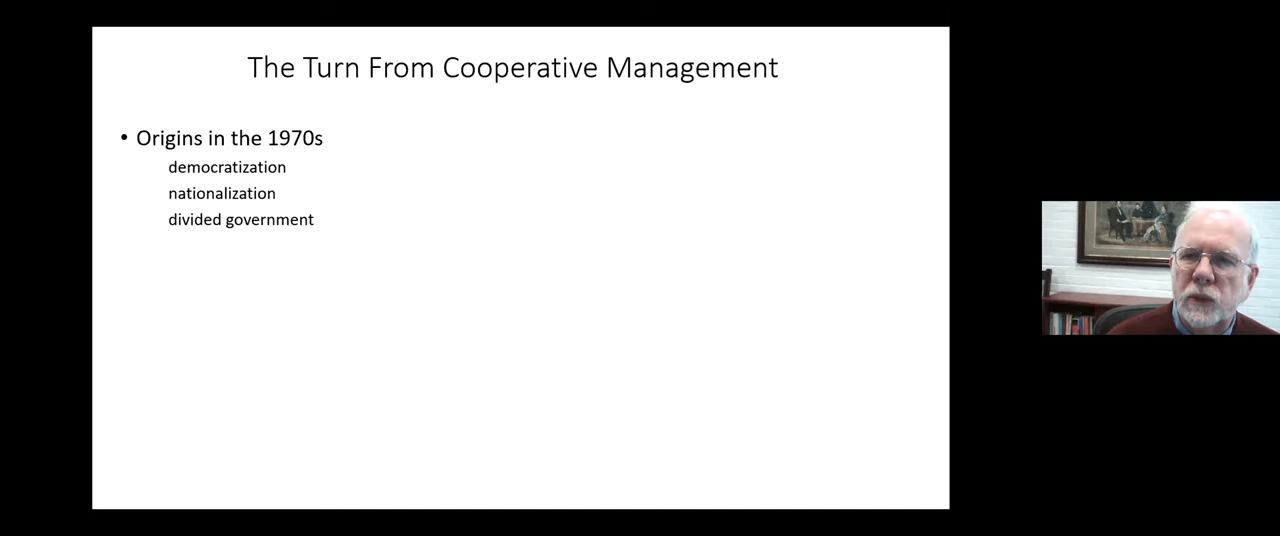 The Turn From Cooperative Management
• Origins in the 1970s
democratization
nationalization
divided government